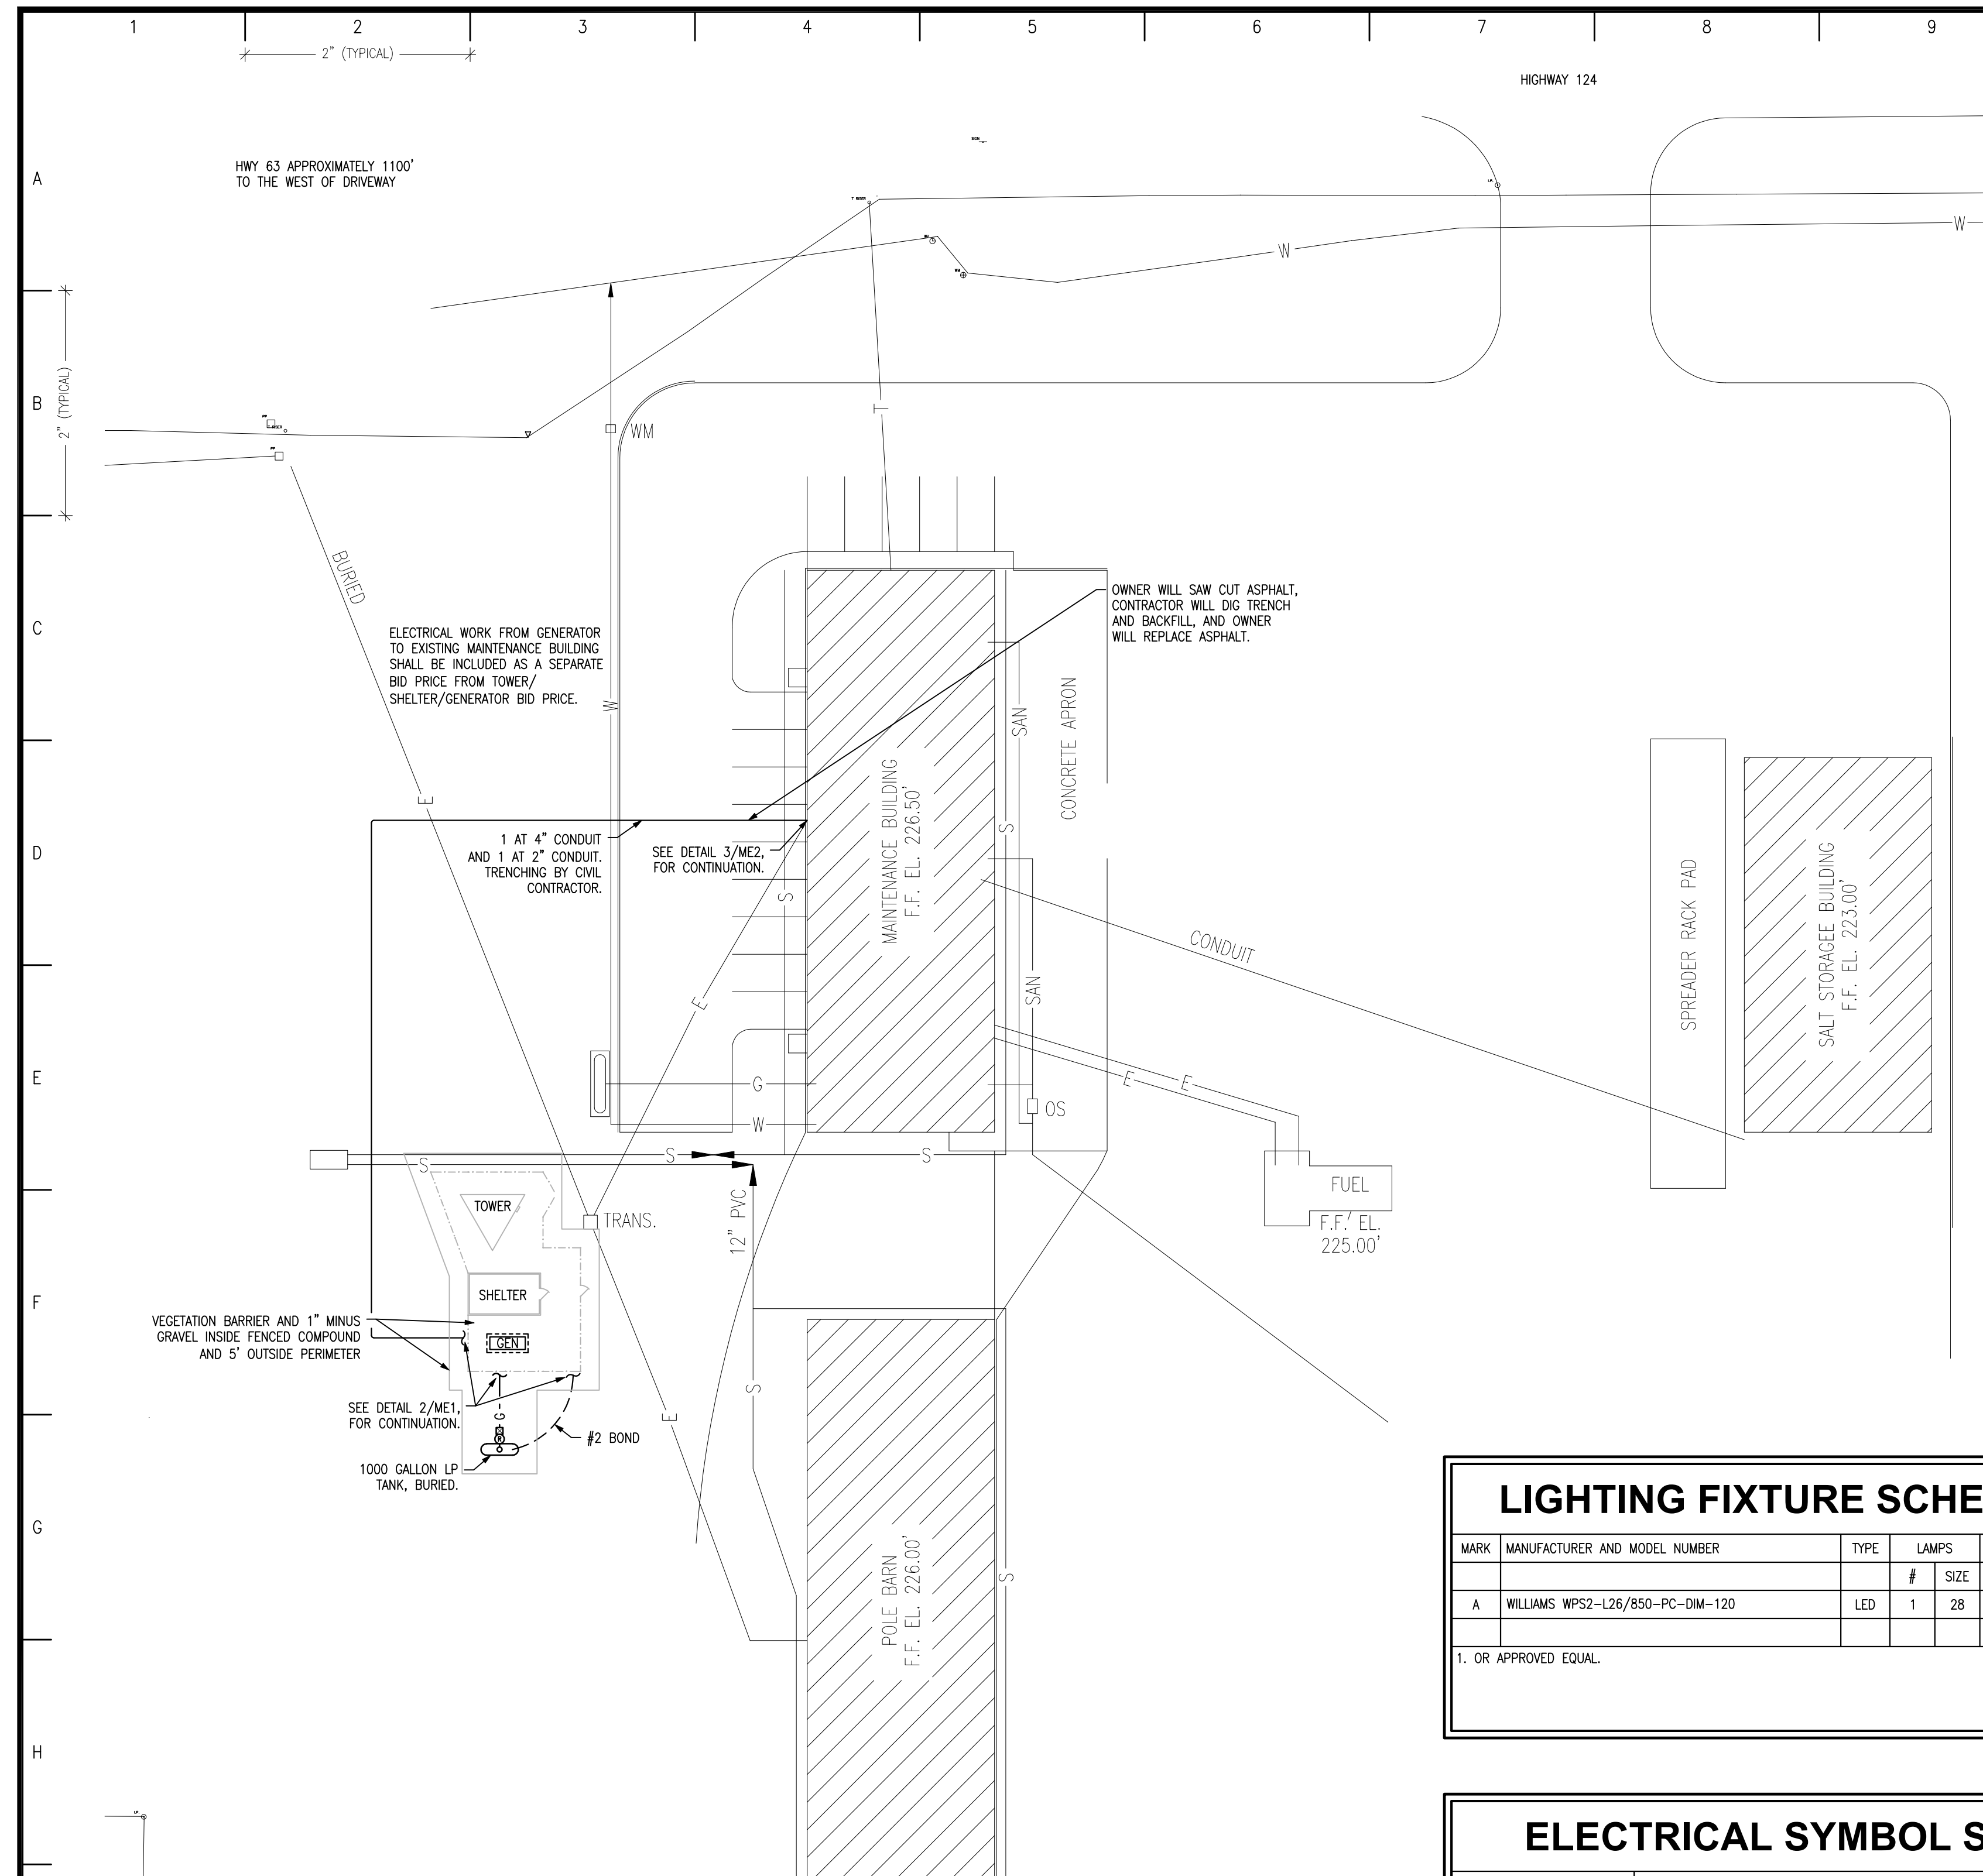 1 2 3 4 5 6 7 8 9
2" (TYPICAL)
HIGHWAY 124
A
HWY 63 APPROXIMATELY 1100'
TO THE WEST OF DRIVEWAY
SIGN
T RISER
LP
W
W
B
2" (TYPICAL)
PP
T RISER
PP
WM
T
BURIED
C
ELECTRICAL WORK FROM GENERATOR
TO EXISTING MAINTENANCE BUILDING
SHALL BE INCLUDED AS A SEPARATE
BID PRICE FROM TOWER/
SHELTER/GENERATOR BID PRICE.
OWNER WILL SAW CUT ASPHALT,
CONTRACTOR WILL DIG TRENCH
AND BACKFILL, AND OWNER
WILL REPLACE ASPHALT.
W
SAN
CONCRETE APRON
E
D
1 AT 4" CONDUIT
AND 1 AT 2" CONDUIT.
TRENCHING BY CIVIL
CONTRACTOR.
SEE DETAIL 3/ME2,
FOR CONTINUATION.
MAINTENANCE BUILDING
F.F. EL. 226.50'
S
S
CONDUIT
SPREADER RACK PAD
SALT STORAGEE BUILDING
F.F. EL. 223.00'
E
SAN
E
G
W
E
E
OS
S
S
S
FUEL
F.F.' EL.
225.00'
TOWER
TRANS.
12" PVC
F
SHELTER
GEN
VEGETATION BARRIER AND 1" MINUS
GRAVEL INSIDE FENCED COMPOUND
AND 5' OUTSIDE PERIMETER
SEE DETAIL 2/ME1,
FOR CONTINUATION.
G
R
#2 BOND
1000 GALLON LP
TANK, BURIED.
S
E
G
POLE BARN
F.F. EL. 226.00'
S
H
LP
LIGHTING FIXTURE SCHE
MARK MANUFACTURER AND MODEL NUMBER TYPE LAMPS
# SIZE
A WILLIAMS WPS2-L26/850-PC-DIM-120 LED 1 28
1. OR APPROVED EQUAL.
ELECTRICAL SYMBOL S